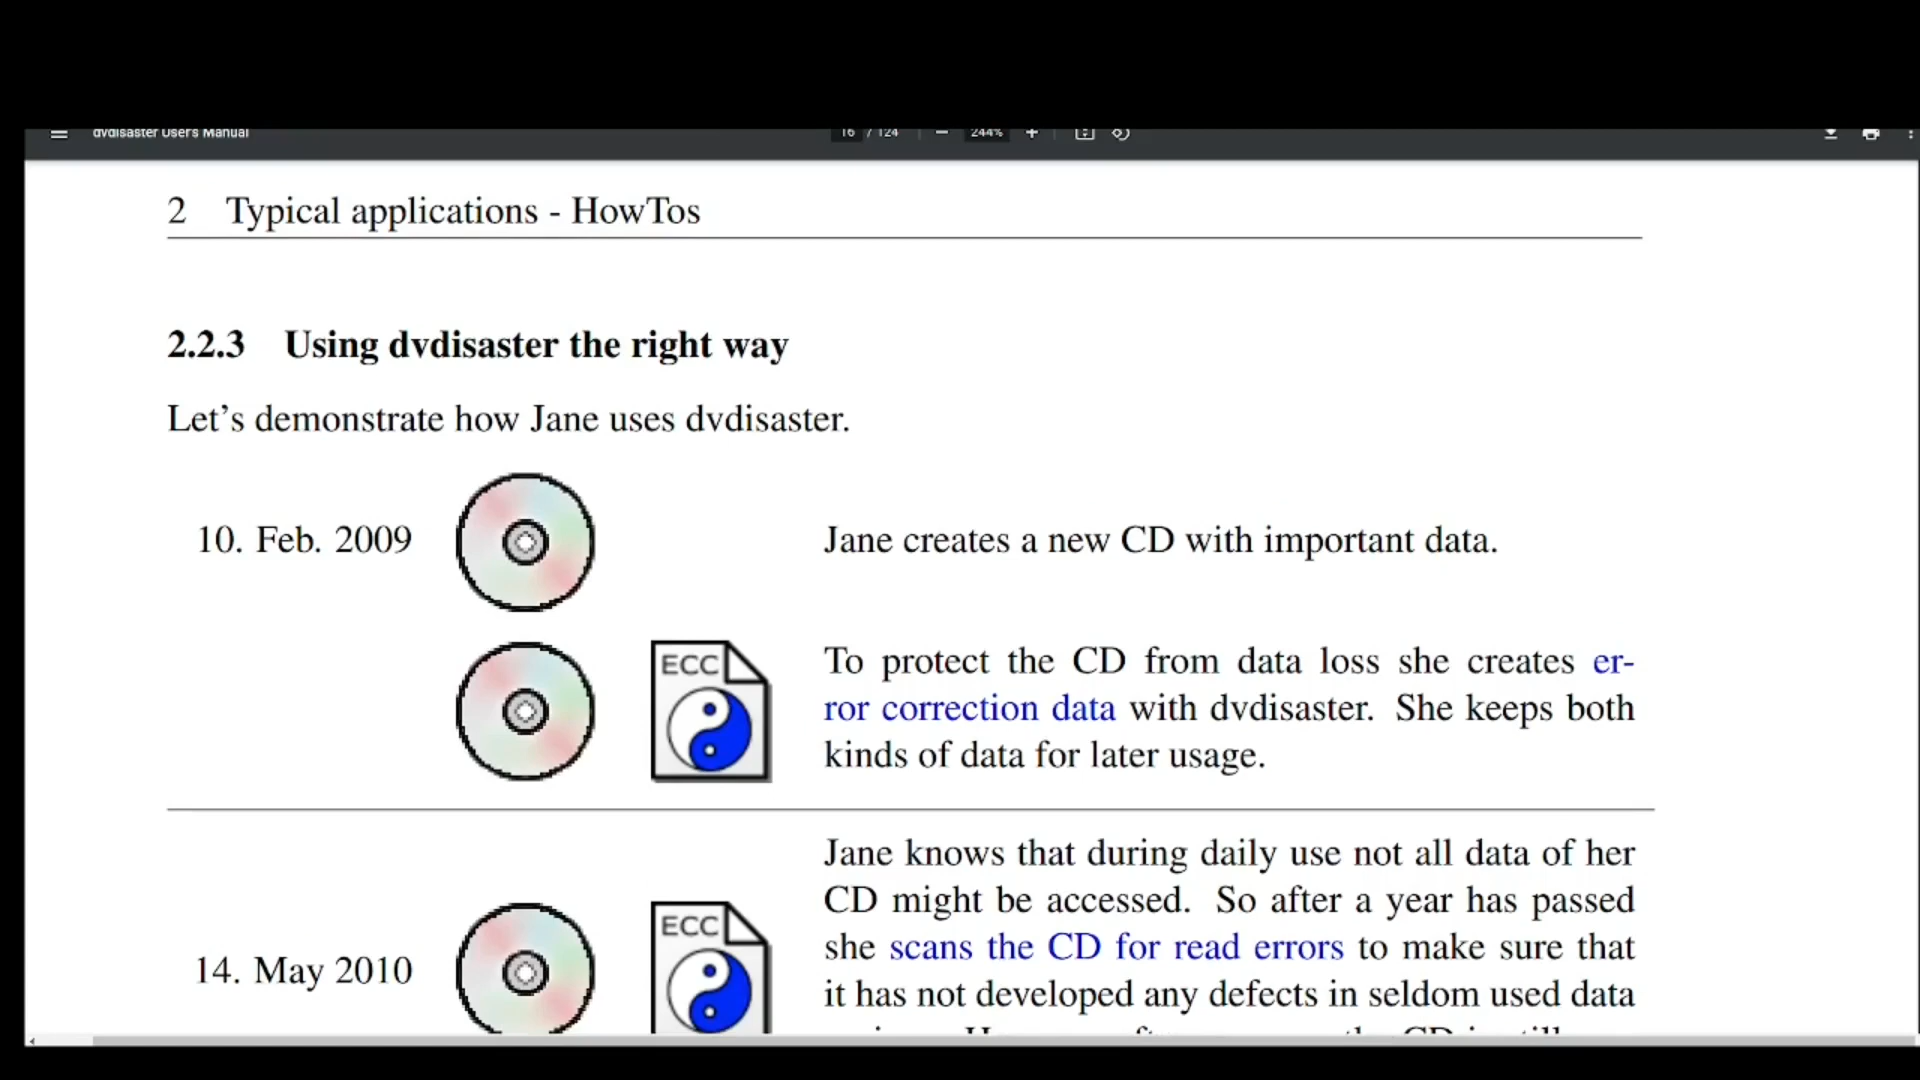 dvdisaster User's Manual
16 / 124
244%
2 Typical applications - HowTos
2.2.3 Using dvdisaster the right way
Let's demonstrate how Jane uses dvdisaster.
10. Feb. 2009
Jane creates a new CD with important data.
ECC
To protect the CD from data loss she creates er-
ror correction data with dvdisaster. She keeps both
kinds of data for later usage.
14. May 2010
ECC
Jane knows that during daily use not all data of her
CD might be accessed. So after a year has passed
she scans the CD for read errors to make sure that
it has not developed any defects in seldom used data